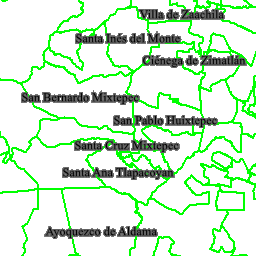 Villa de Zaachila
Santa Inés del Monte
Ciénega de Zimatlán
San Bernardo Mixtepec
San Pablo Huixtepec
Santa Cruz Mixtepec
Santa Ana Tlapacoyan
Ayoquezco de Aldama